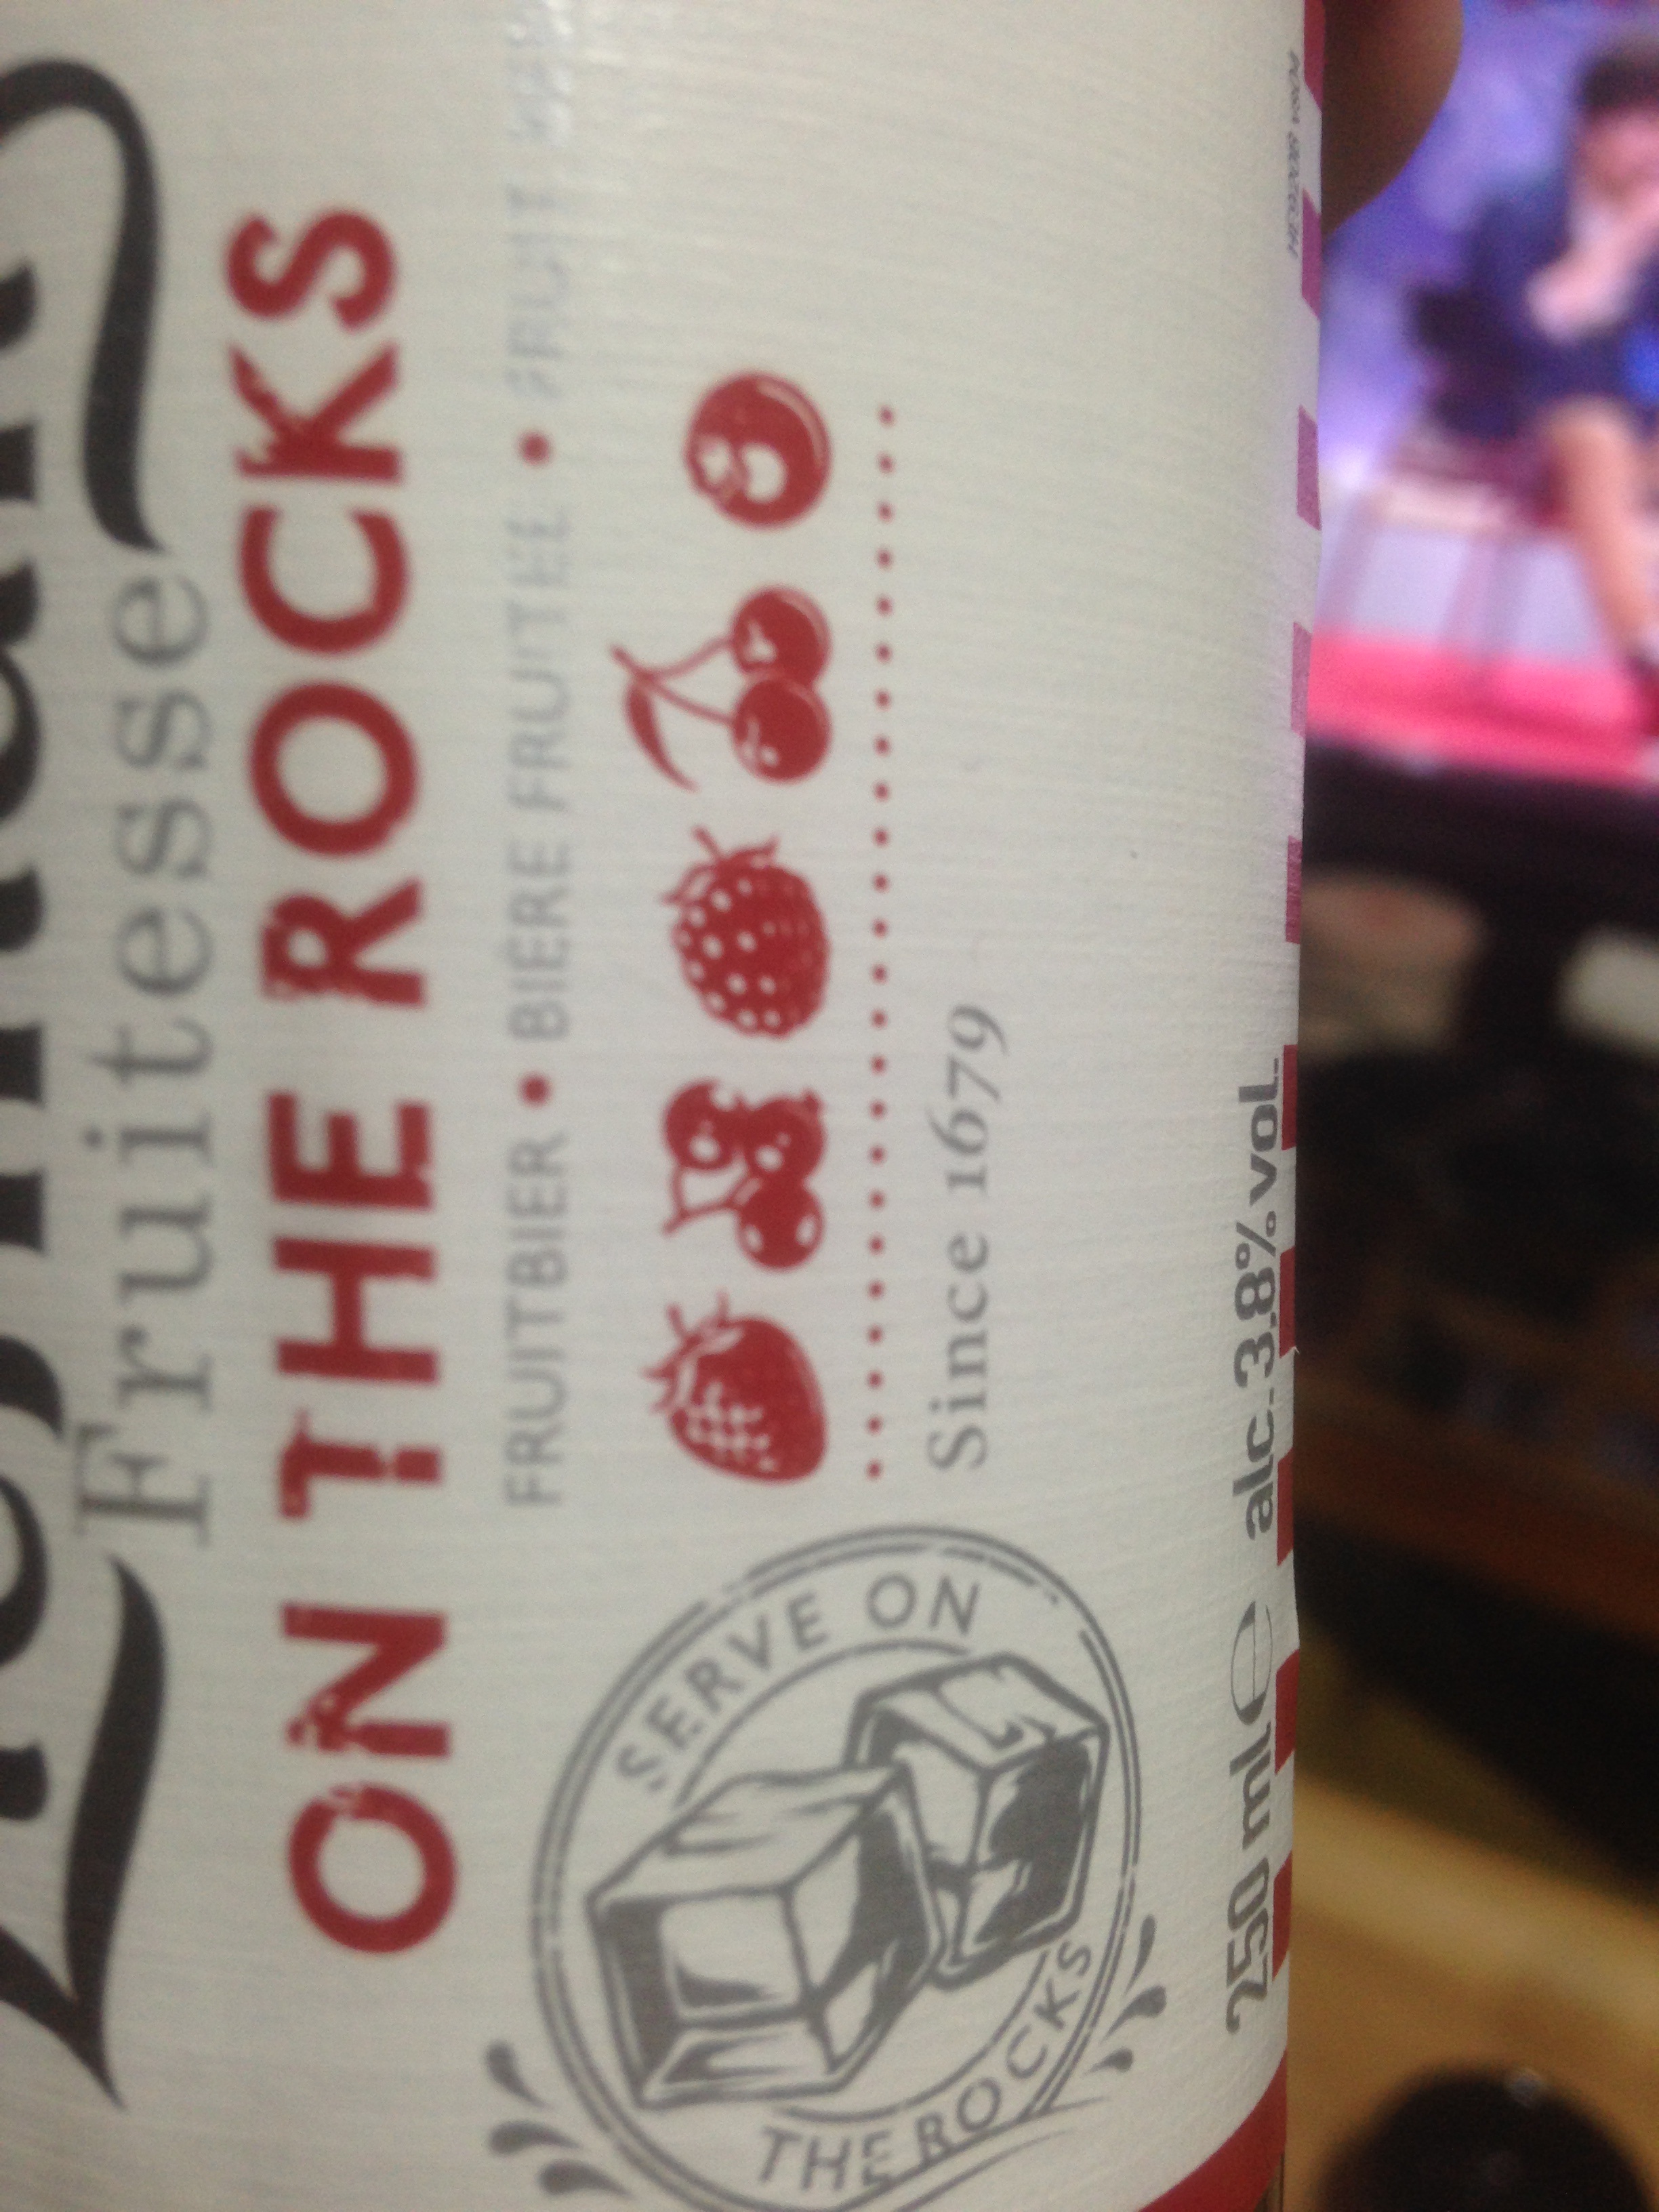 Fruitesse
ON THE ROCKS
FRUITBIER • BIÈRE FRUITÉE • FRUIT
Since 1679
SERVE ON
THE ROCKS
250 ml e alc. 3,8% vol.